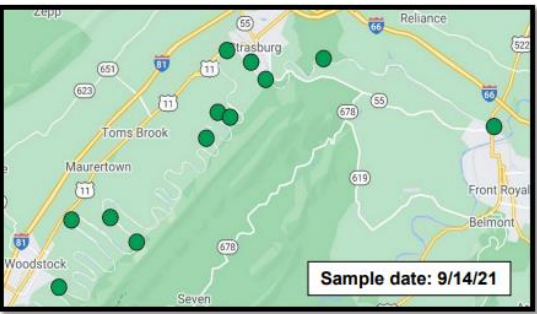 Zepp
55
Reliance
66
522
Strasburg
81
11
651
623
66
11
55
678
Toms Brook
Maurertown
619
11
Front Royal
Belmont
678
81
Woodstock
Seven
Sample date: 9/14/21